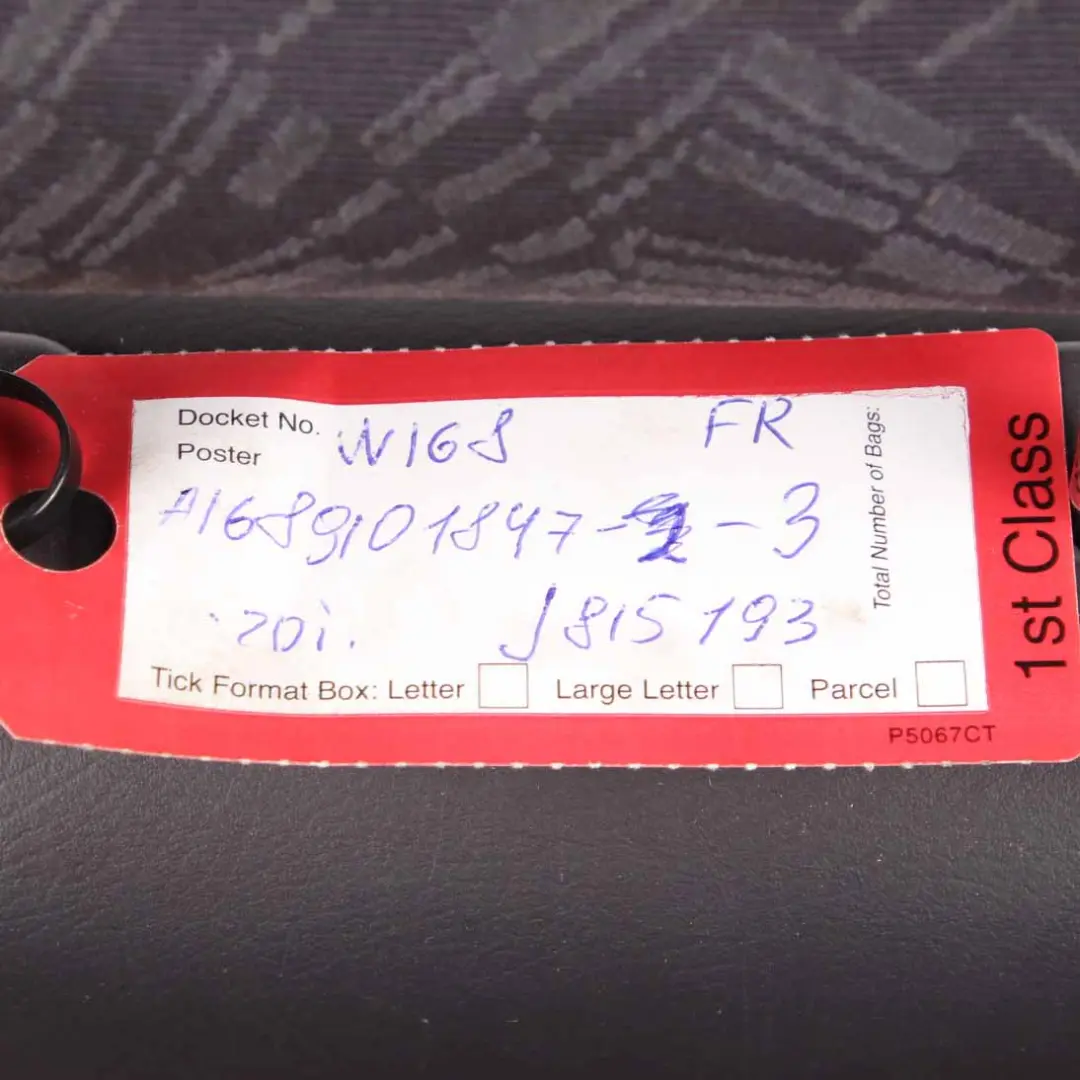 Docket No. W168 FR
Poster
A1689101847 - 3
J815193
Tick Format Box: Letter Large Letter Parcel
Total Number of Bags:
1st Class
P5067CT